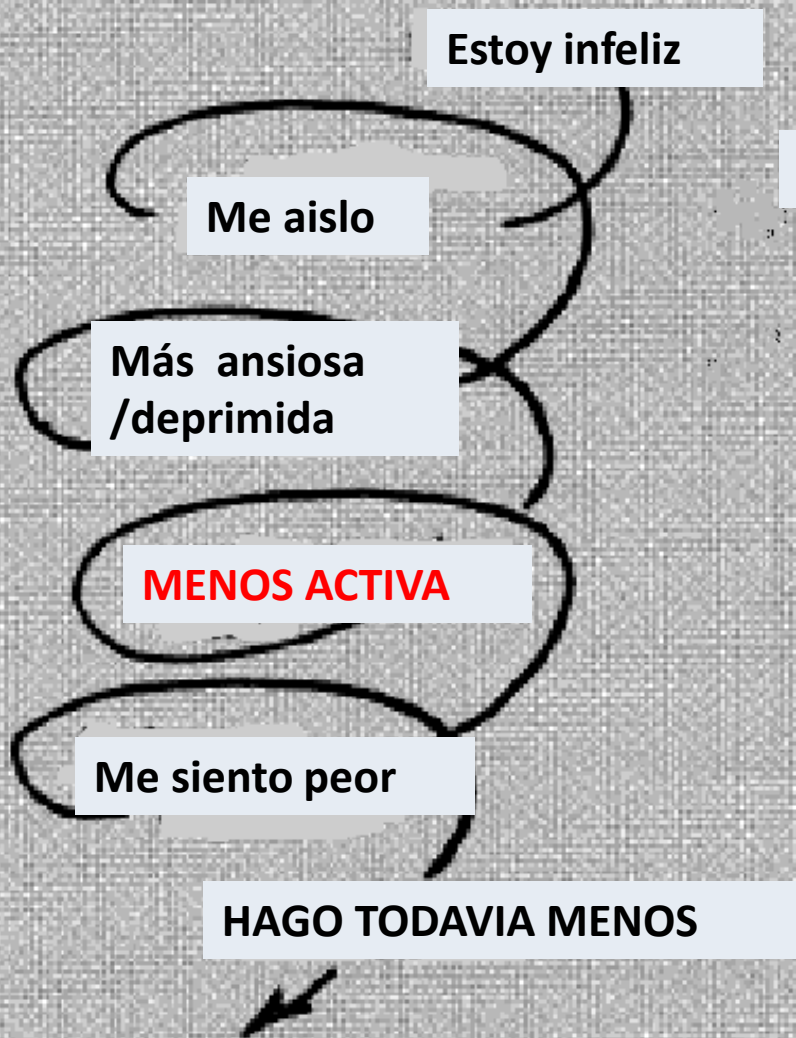 Estoy infeliz
Me aislo
Más ansiosa
/deprimida
MENOS ACTIVA
Me siento peor
HAGO TODAVIA MENOS